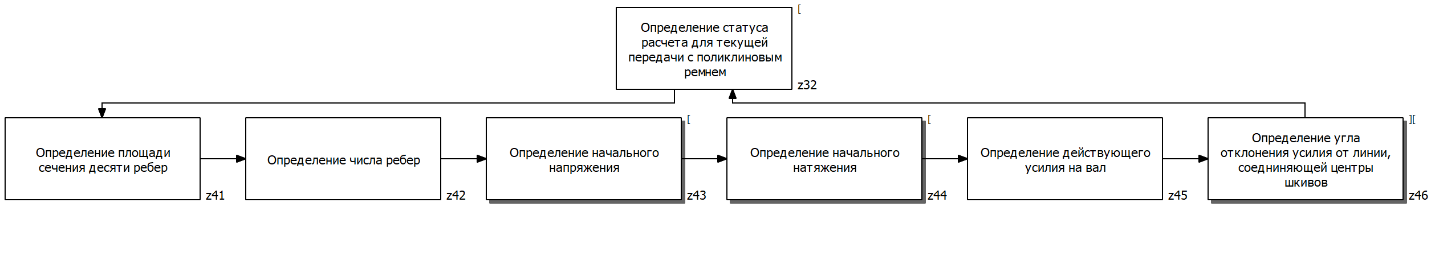 [
Определение статуса
расчета для текущей
передачи с поликлиновым
ремнем
z32
Определение площади
сечения десяти ребер
z41
Определение числа ребер
z42
[
Определение начального
напряжения
z43
[
Определение начального
натяжения
z44
Определение действующего
усилия на вал
z45
][
Определение угла
отклонения усилия от линии,
соедниняющей центры
шкивов
z46